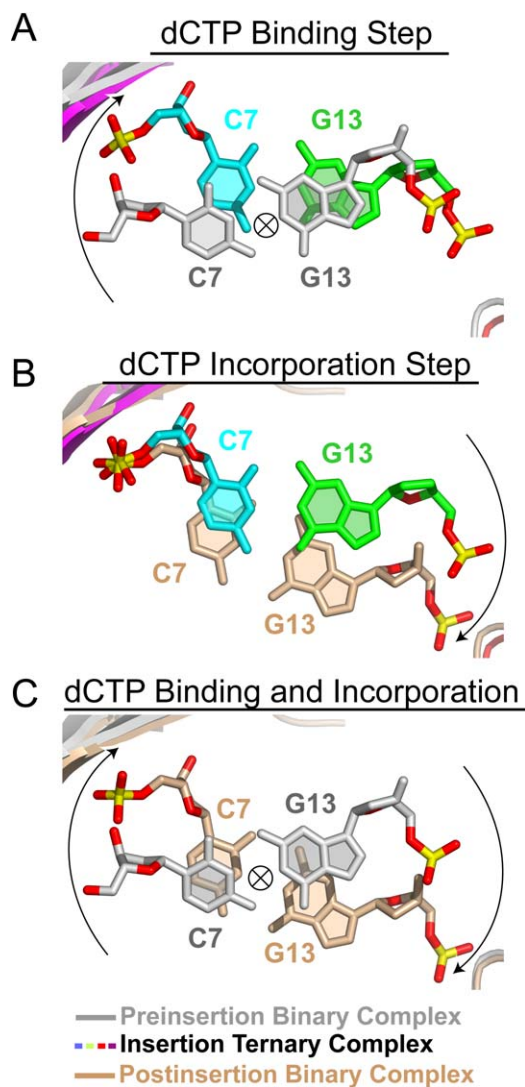 A
dCTP Binding Step
C7 G13
C7 G13
B
dCTP Incorporation Step
C7 G13
C7
G13
C
dCTP Binding and Incorporation
C7 G13
C7 G13
Preinsertion Binary Complex
Insertion Ternary Complex
Postinsertion Binary Complex